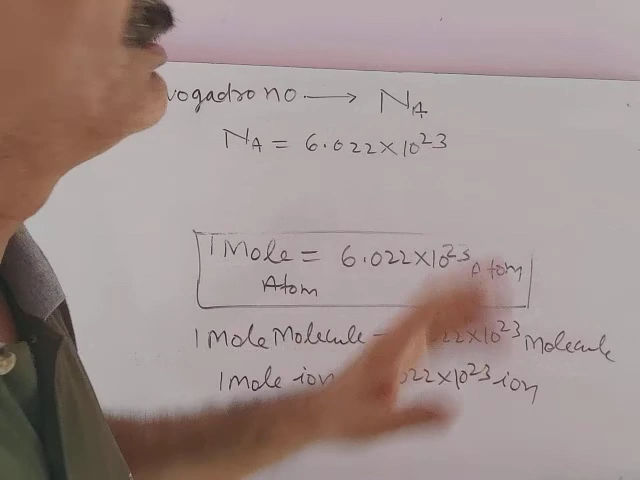 vogadro no → NA
NA = 6.022×10²³
1 Mole = 6.022×10²³ Atom
Atom
1 Mole Molecule - 22×10²³ Molecule
1 mole ion 022×10²³ ion